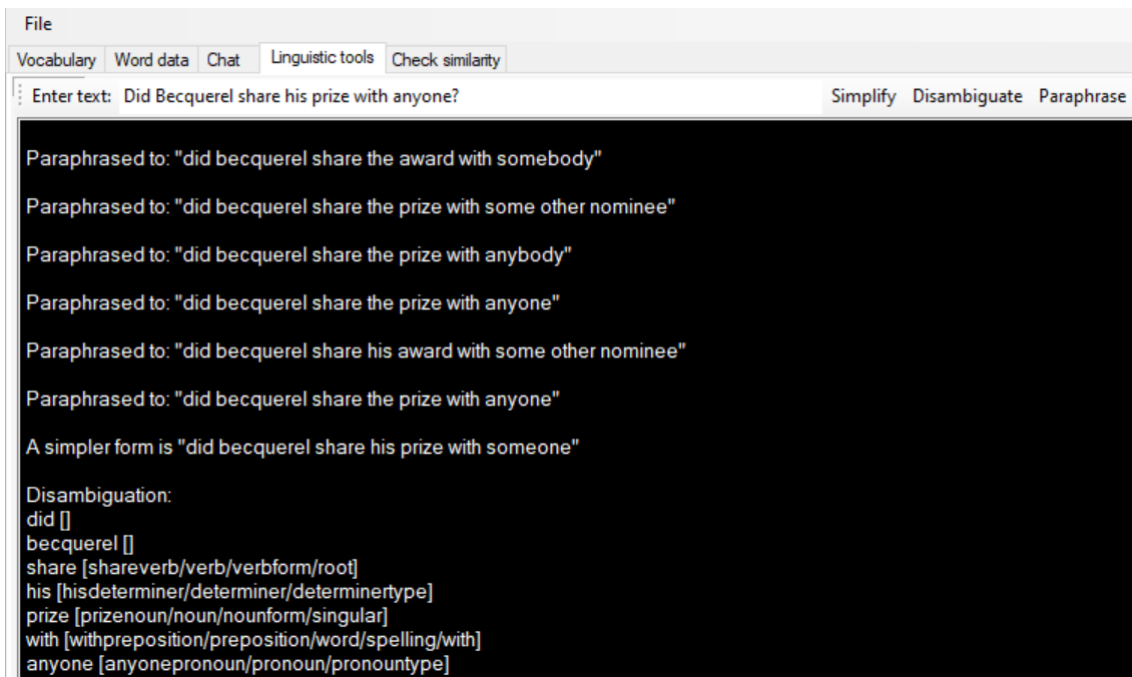 File
Vocabulary Word data Chat Linguistic tools Check similarity
Enter text: Did Becquerel share his prize with anyone? Simplify Disambiguate Paraphrase
Paraphrased to: "did becquerel share the award with somebody"
Paraphrased to: "did becquerel share the prize with some other nominee"
Paraphrased to: "did becquerel share the prize with anybody"
Paraphrased to: "did becquerel share the prize with anyone"
Paraphrased to: "did becquerel share his award with some other nominee"
Paraphrased to: "did becquerel share the prize with anyone"
A simpler form is "did becquerel share his prize with someone"
Disambiguation:
did []
becquerel []
share [shareverb/verb/verbform/root]
his [hisdeterminer/determiner/determinertype]
prize [prizenoun/noun/nounform/singular]
with [withpreposition/preposition/word/spelling/with]
anyone [anyonepronoun/pronoun/pronountype]